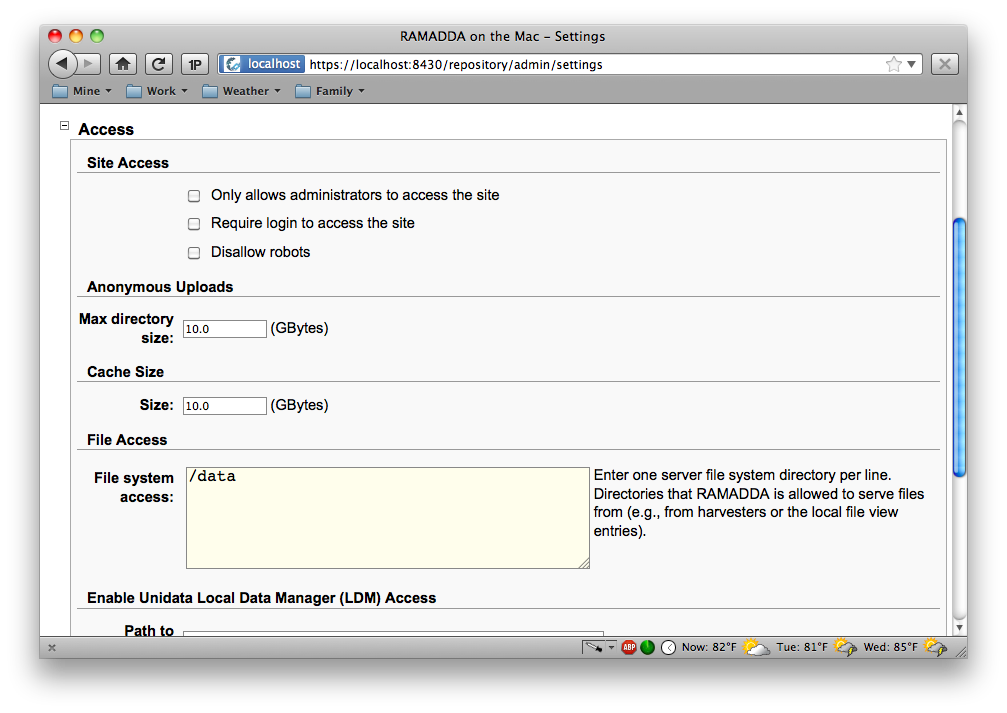 RAMADDA on the Mac – Settings
1P localhost https://localhost:8430/repository/admin/settings
Mine Work Weather Family
Access
Site Access
Only allows administrators to access the site
Require login to access the site
Disallow robots
Anonymous Uploads
Max directory
size: 10.0 (GBytes)
Cache Size
Size: 10.0 (GBytes)
File Access
File system
access:
/data
Enter one server file system directory per line.
Directories that RAMADDA is allowed to serve files
from (e.g., from harvesters or the local file view
entries).
Enable Unidata Local Data Manager (LDM) Access
Path to
ABP Now: 82°F Tue: 81°F Wed: 85°F